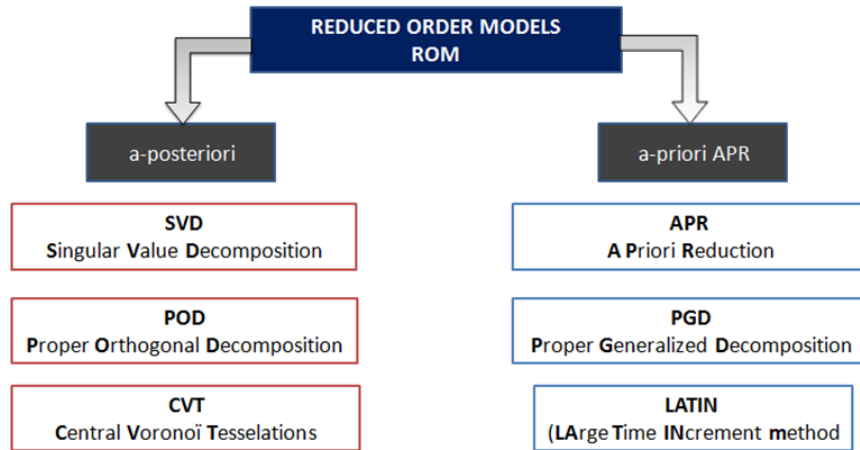 REDUCED ORDER MODELS
ROM
a-posteriori
a-priori APR
SVD
Singular Value Decomposition
APR
A Priori Reduction
POD
Proper Orthogonal Decomposition
PGD
Proper Generalized Decomposition
CVT
Central Voronoï Tesselations
LATIN
(LArge Time INcrement method